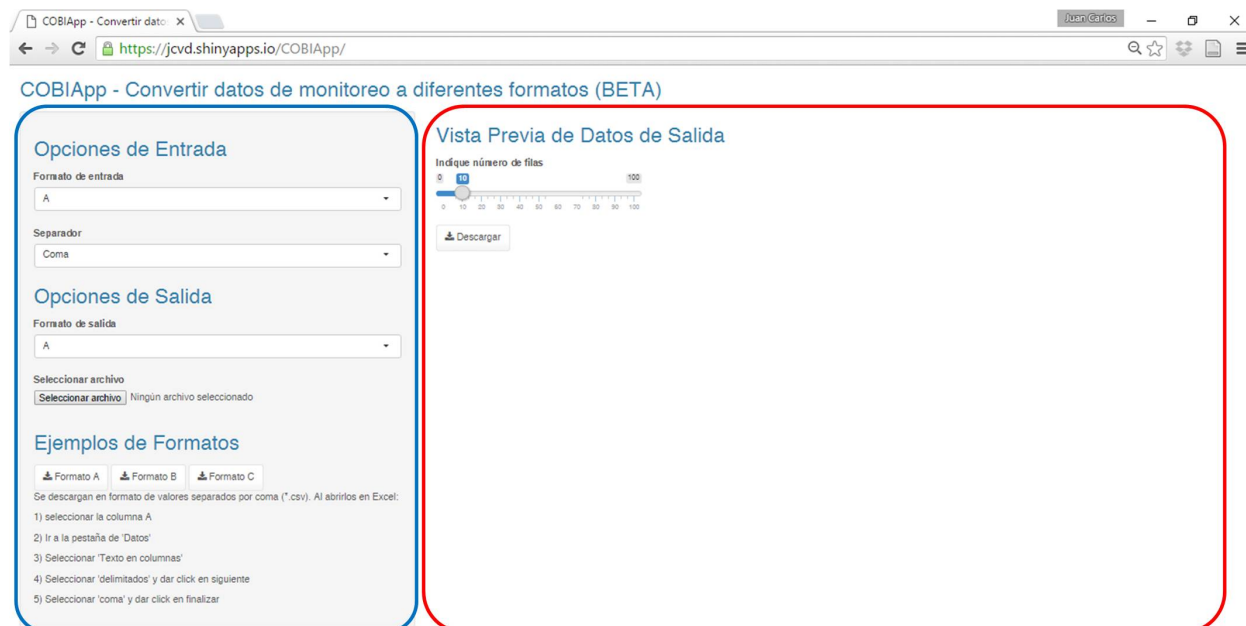 COBIApp - Convertir dato
Juan Carlos
https://jcvd.shinyapps.io/COBIApp/
COBIApp - Convertir datos de monitoreo a diferentes formatos (BETA)
Opciones de Entrada
Formato de entrada
A
Separador
Coma
Opciones de Salida
Formato de salida
A
Seleccionar archivo
Seleccionar archivo Ningún archivo seleccionado
Ejemplos de Formatos
Formato A Formato B Formato C
Se descargan en formato de valores separados por coma (*.csv). Al abrirlos en Excel:
1) seleccionar la columna A
2) Ir a la pestaña de 'Datos'
3) Seleccionar 'Texto en columnas'
4) Seleccionar 'delimitados' y dar click en siguiente
5) Seleccionar 'coma' y dar click en finalizar
Vista Previa de Datos de Salida
Indique número de filas
0 10 100
0 10 20 30 40 50 60 70 80 90 100
Descargar